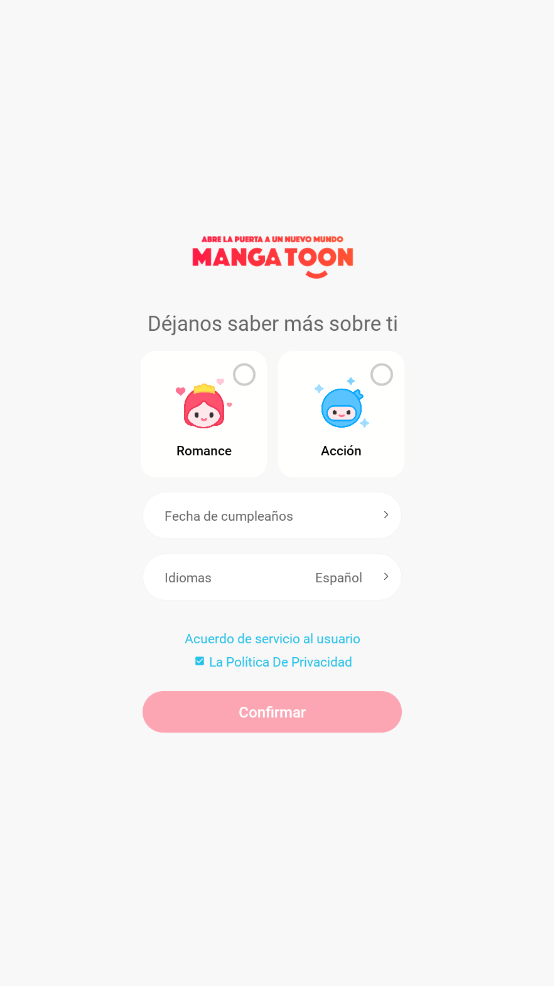 ABRE LA PUERTA A UN NUEVO MUNDO
MANGATOON
Déjanos saber más sobre ti
Romance
Acción
Fecha de cumpleaños
Idiomas Español
Acuerdo de servicio al usuario
La Política De Privacidad
Confirmar